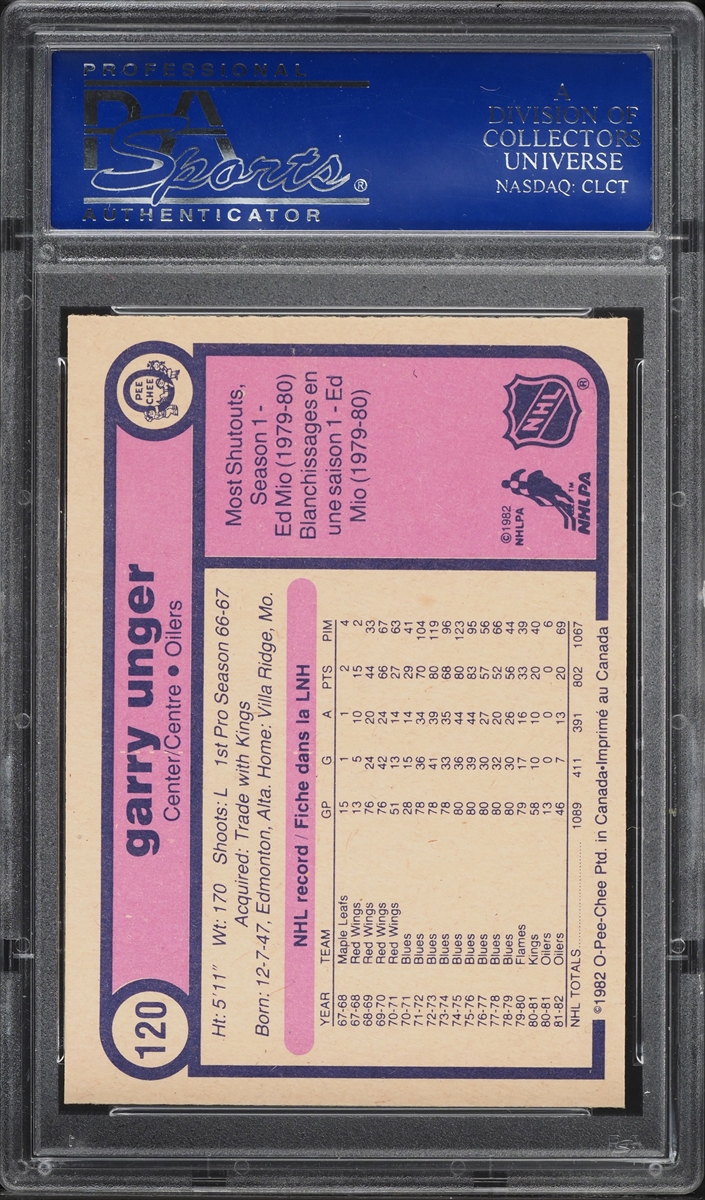 PROFESSIONAL
PSA
Sports®
AUTHENTICATOR
A
DIVISION OF
COLLECTORS
UNIVERSE
NASDAQ: CLCT
120
garry unger
Center/Centre • Oilers
O
PEE
CHEE
Ht: 5'11" Wt: 170 Shoots: L 1st Pro Season 66-67
Acquired: Trade with Kings
Born: 12-7-47, Edmonton, Alta. Home: Villa Ridge, Mo.
NHL record / Fiche dans la LNH
YEAR TEAM GP G A PTS PIM
67-68 Maple Leafs 15 1 1 2 4
67-68 Red Wings 13 5 10 15 2
68-69 Red Wings 76 24 20 44 33
69-70 Red Wings 76 42 24 66 67
70-71 Red Wings 51 13 14 27 63
70-71 Blues 28 15 14 29 41
71-72 Blues 78 36 34 70 104
72-73 Blues 78 41 39 80 119
73-74 Blues 78 33 35 68 96
74-75 Blues 80 36 44 80 123
75-76 Blues 80 39 44 83 95
76-77 Blues 80 30 27 57 56
77-78 Blues 80 32 20 52 66
78-79 Blues 80 30 26 56 44
79-80 Flames 79 17 16 33 39
80-81 Kings 58 10 10 20 40
80-81 Oilers 13 0 0 0 6
81-82 Oilers 46 7 13 20 69
NHL TOTALS .......... 1089 411 391 802 1067
©1982 O-Pee-Chee Ptd. in Canada•Imprimé au Canada
Most Shutouts,
Season 1 -
Ed Mio (1979-80)
Blanchissages en
une saison 1 - Ed
Mio (1979-80)
©1982
NHLPA
NHLPA™
NHL®